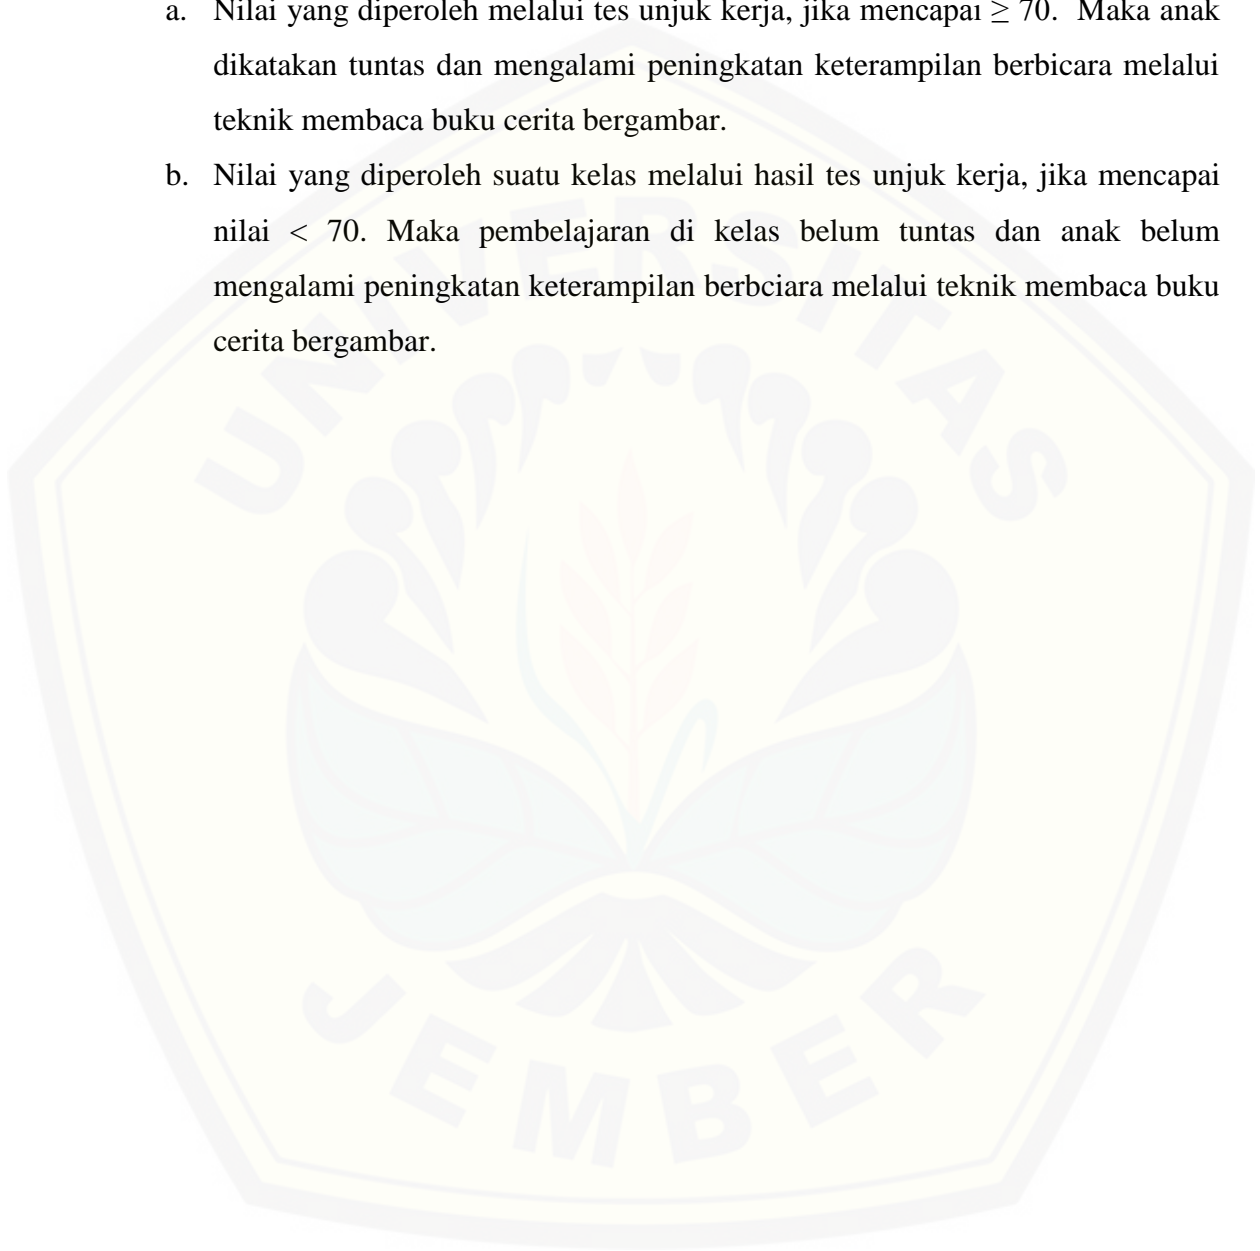 a. Nilai yang diperoleh melalui tes unjuk kerja, jika mencapai ≥ 70. Maka anak
dikatakan tuntas dan mengalami peningkatan keterampilan berbicara melalui
teknik membaca buku cerita bergambar.
b. Nilai yang diperoleh suatu kelas melalui hasil tes unjuk kerja, jika mencapai
nilai < 70. Maka pembelajaran di kelas belum tuntas dan anak belum
mengalami peningkatan keterampilan berbciara melalui teknik membaca buku
cerita bergambar.
UNIVERSITAS
JEMBER